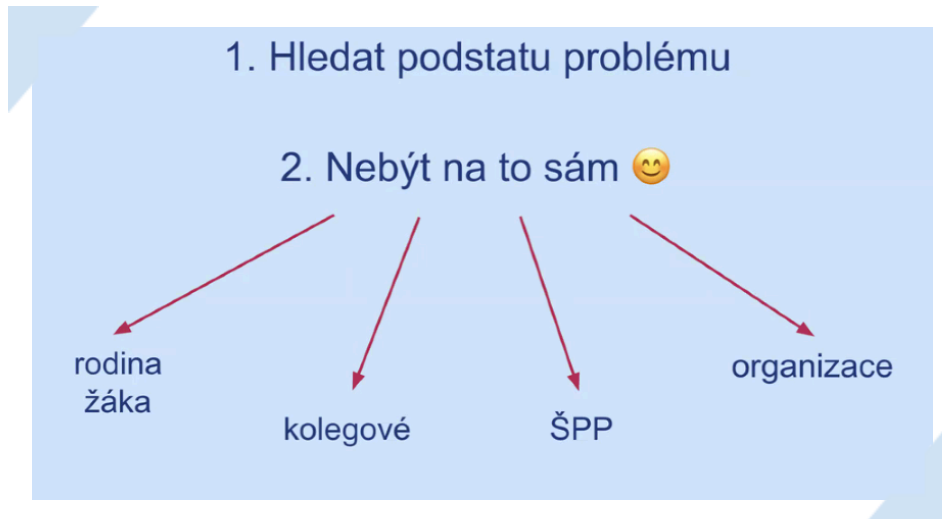 1. Hledat podstatu problému
2. Nebýt na to sám 😊
rodina
žáka
kolegové
ŠPP
organizace